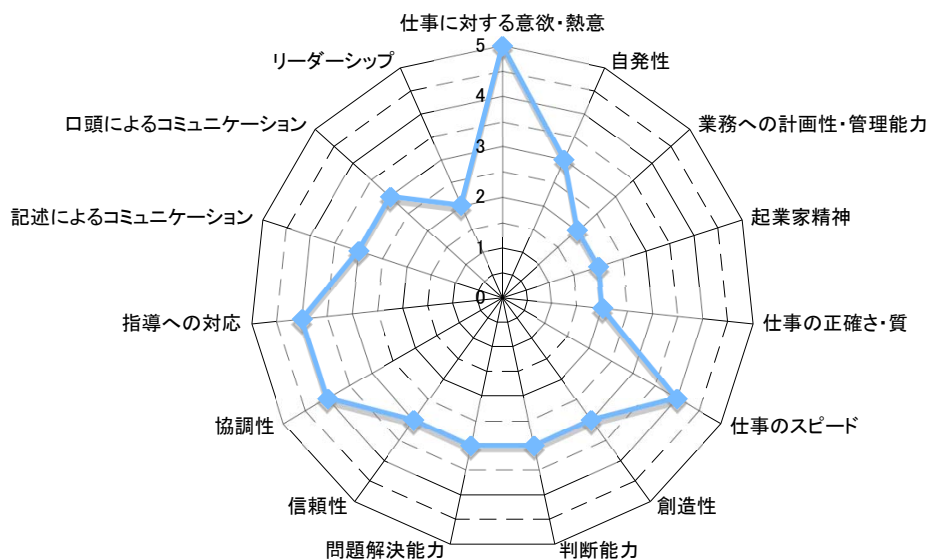 仕事に対する意欲・熱意
自発性
業務への計画性・管理能力
起業家精神
仕事の正確さ・質
仕事のスピード
創造性
判断能力
問題解決能力
信頼性
協調性
指導への対応
記述によるコミュニケーション
口頭によるコミュニケーション
リーダーシップ
5
4
3
2
1
0